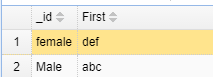 _id First
1 female def
2 Male abc